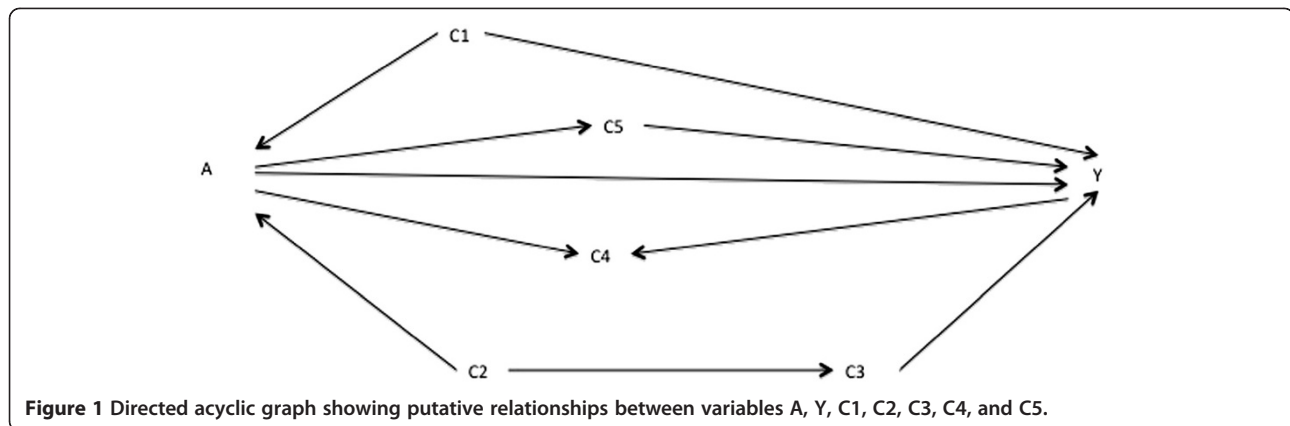 C1
C5
A
Y
C4
C2
C3
Figure 1 Directed acyclic graph showing putative relationships between variables A, Y, C1, C2, C3, C4, and C5.